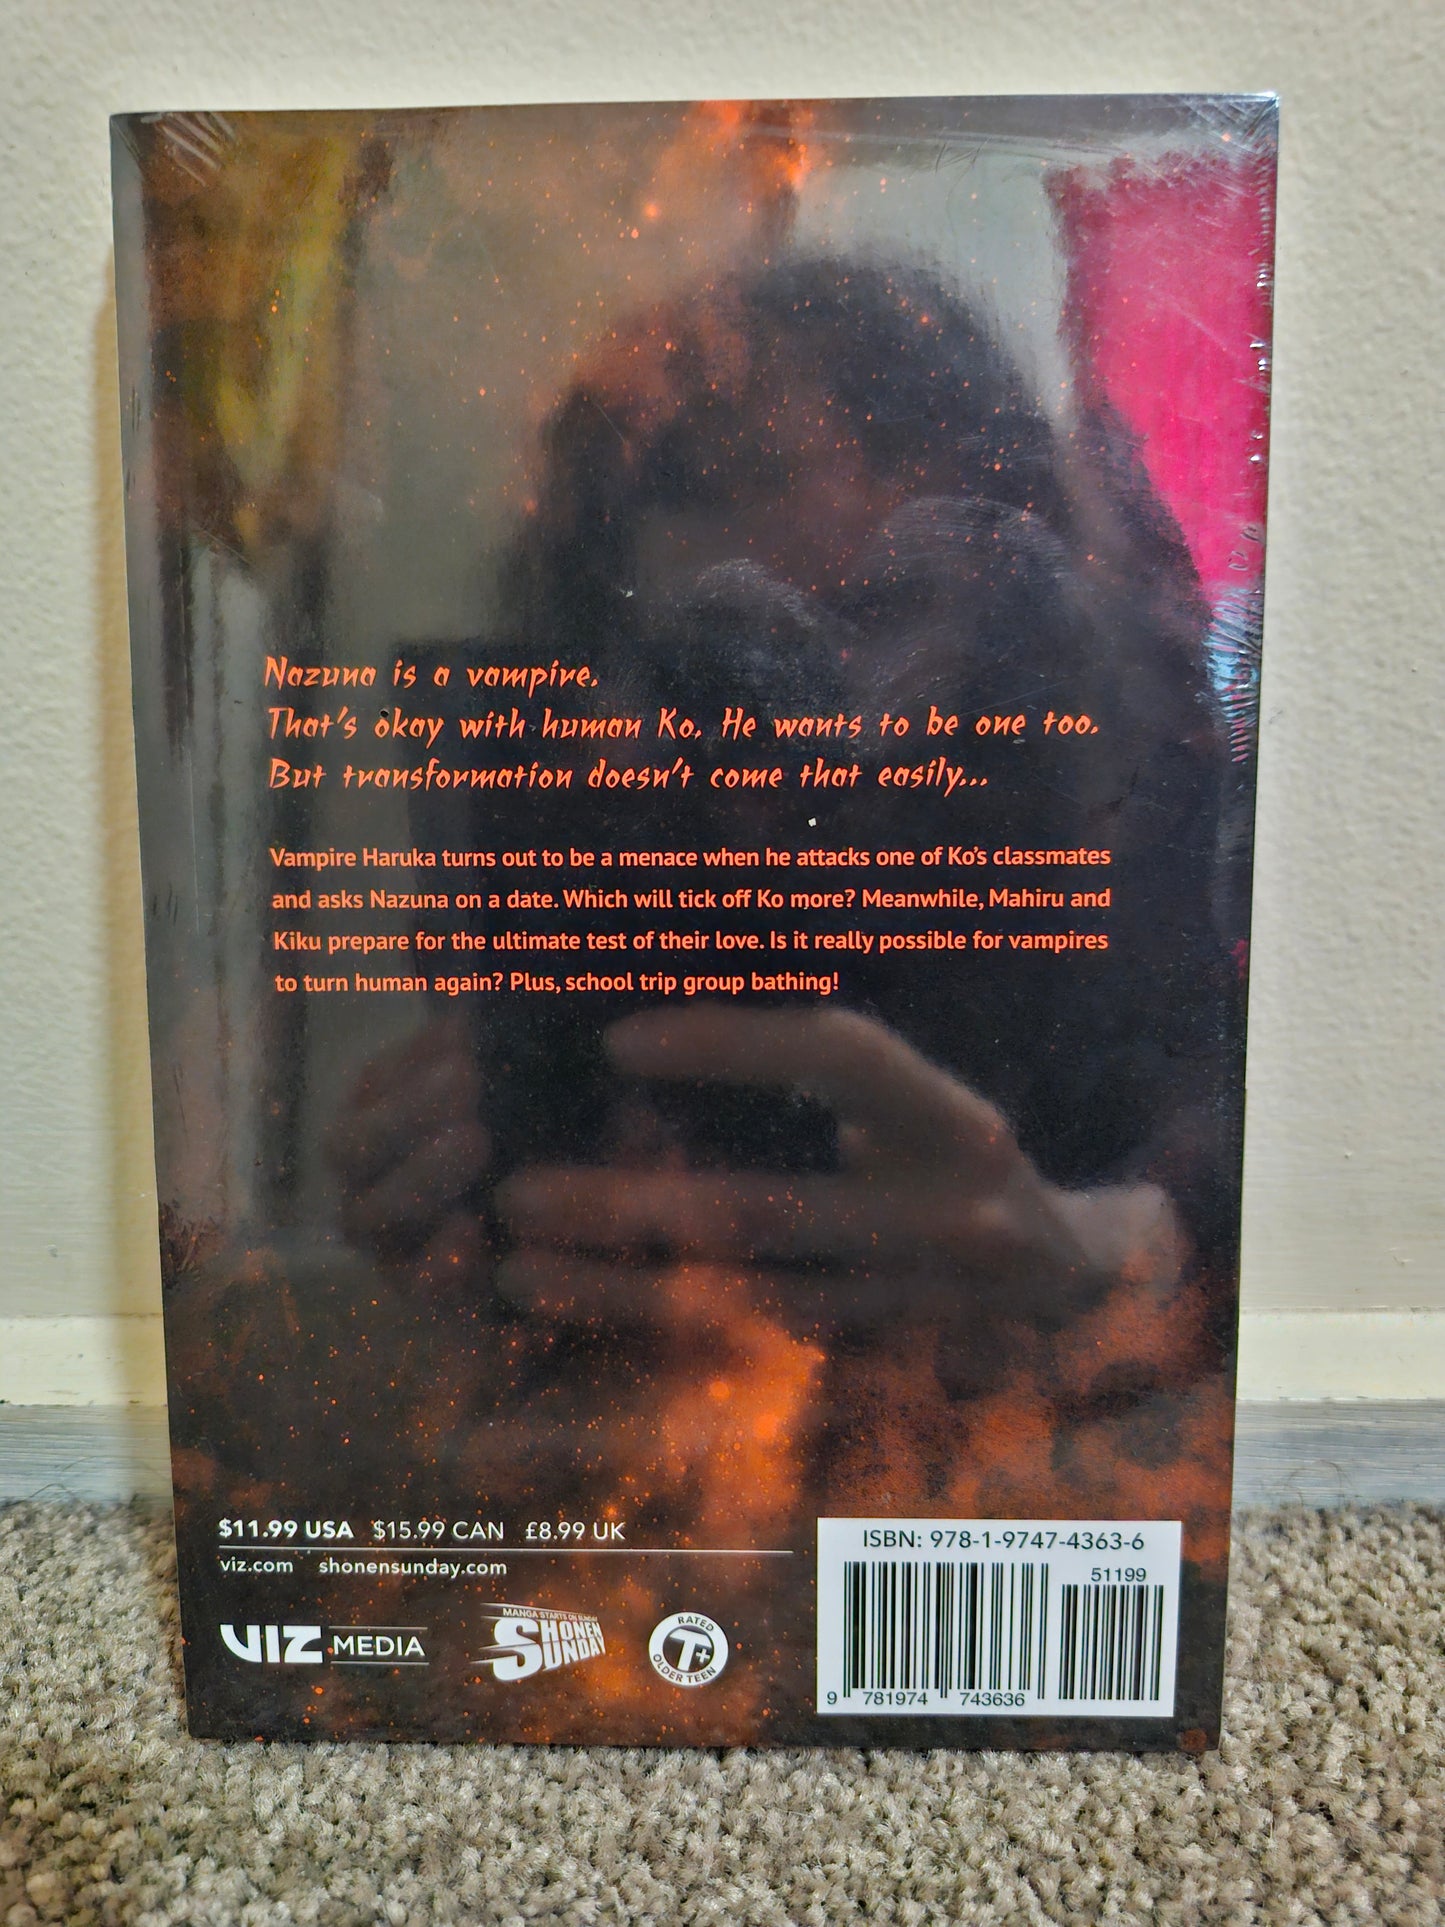 Nazuna is a vampire.
That's okay with human Ko. He wants to be one too.
But transformation doesn't come that easily...
Vampire Haruka turns out to be a menace when he attacks one of Ko's classmates
and asks Nazuna on a date. Which will tick off Ko more? Meanwhile, Mahiru and
Kiku prepare for the ultimate test of their love. Is it really possible for vampires
to turn human again? Plus, school trip group bathing!
$11.99 USA $15.99 CAN £8.99 UK
viz.com shonensunday.com
VIZ MEDIA
MANGA STARTS ON SUNDAY
SHONEN
SUNDAY
RATED
T+
OLDER TEEN
ISBN: 978-1-9747-4363-6
51199
9 781974 743636